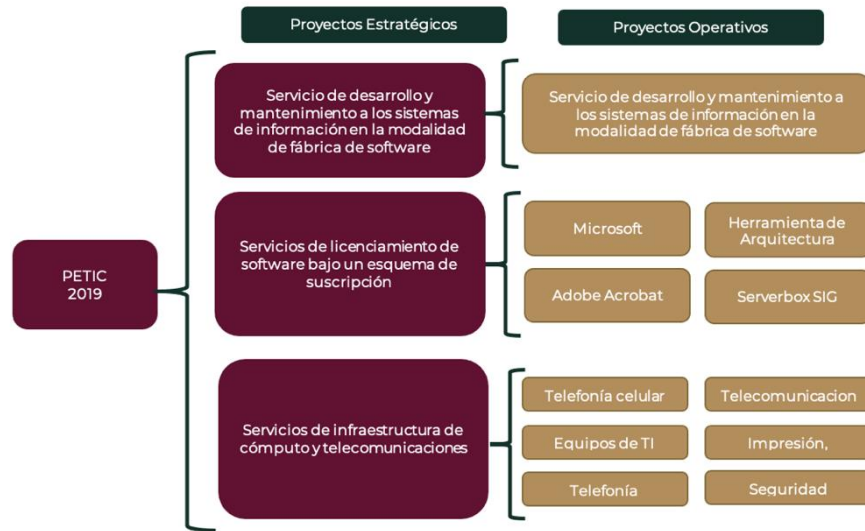 Proyectos Estratégicos
Proyectos Operativos
PETIC
2019
Servicio de desarrollo y
mantenimiento a los sistemas
de información en la modalidad
de fábrica de software
Servicio de desarrollo y mantenimiento a
los sistemas de información en la
modalidad de fábrica de software
Servicios de licenciamiento de
software bajo un esquema de
suscripción
Microsoft
Herramienta de
Arquitectura
Adobe Acrobat
Serverbox SIG
Servicios de infraestructura de
cómputo y telecomunicaciones
Telefonía celular
Telecomunicacion
Equipos de TI
Impresión,
Telefonía
Seguridad